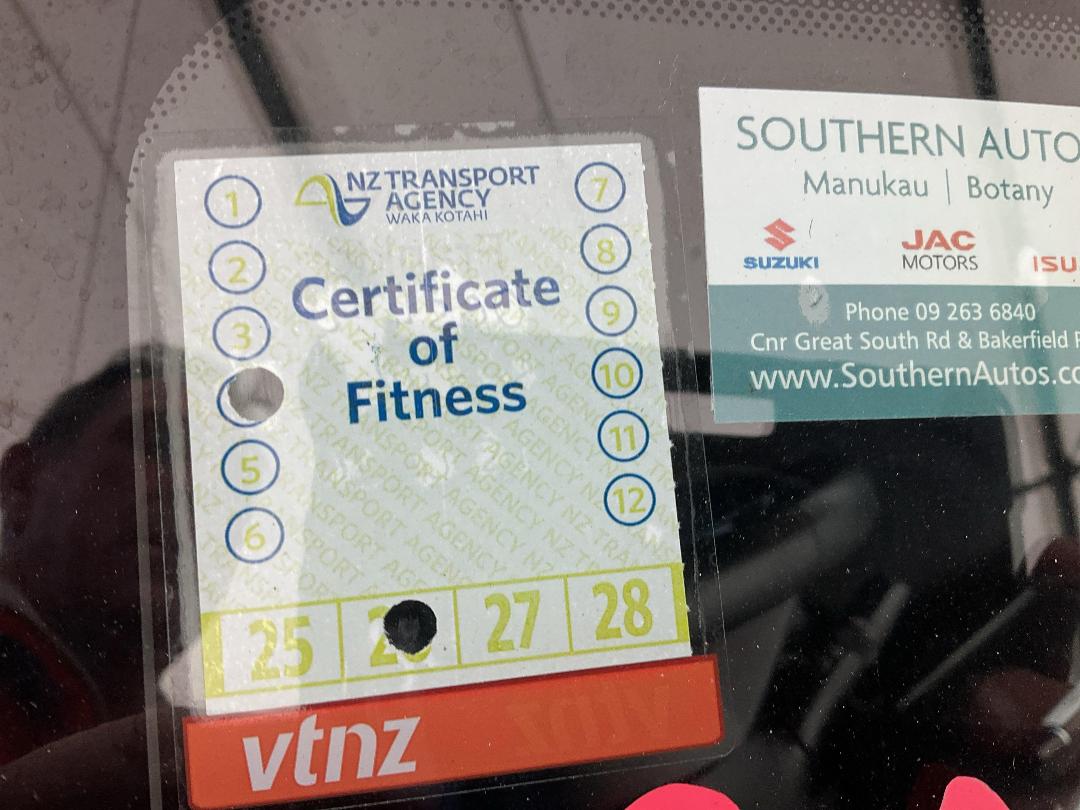 NZ TRANSPORT
AGENCY
WAKA KOTAHI
Certificate
of
Fitness
1
2
3
5
6
7
8
9
10
11
12
25
27
28
vtnz
SOUTHERN AUTO
Manukau | Botany
SUZUKI
JAC
MOTORS
ISU
Phone 09 263 6840
Cnr Great South Rd & Bakerfield
www.SouthernAutos.co